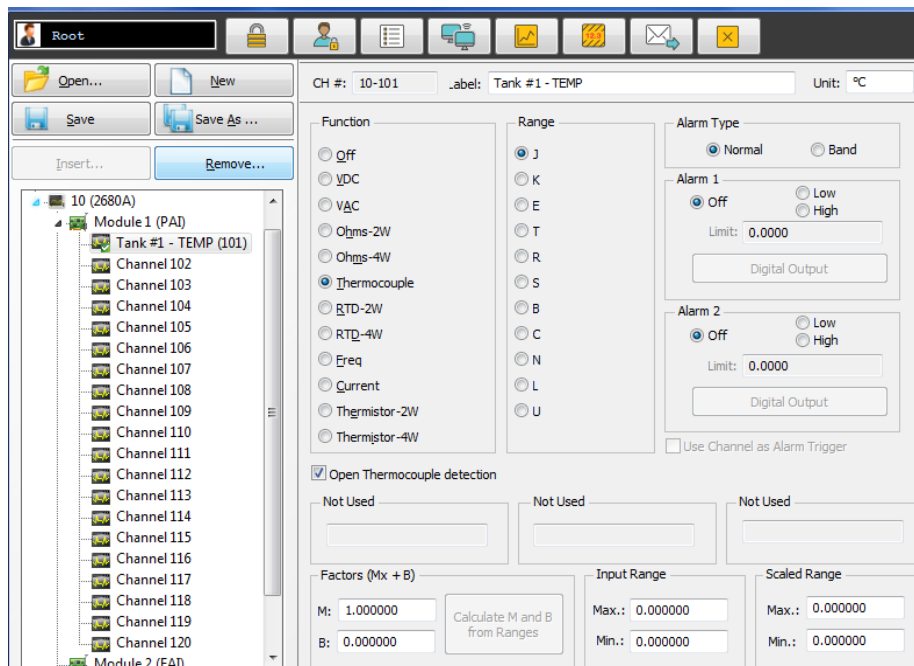 Root
12.3
Open...
New
Save
Save As ...
Insert...
Remove...
10 (2680A)
Module 1 (PAI)
Tank #1 - TEMP (101)
Channel 102
Channel 103
Channel 104
Channel 105
Channel 106
Channel 107
Channel 108
Channel 109
Channel 110
Channel 111
Channel 112
Channel 113
Channel 114
Channel 115
Channel 116
Channel 117
Channel 118
Channel 119
Channel 120
Module 2 (FAI)
CH #: 10-101 .abel: Tank #1 - TEMP Unit: °C
Function
Off
VDC
VAC
Ohms-2W
Ohms-4W
Thermocouple
RTD-2W
RTD-4W
Freq
Current
Thermistor-2W
Thermistor-4W
Range
J
K
E
T
R
S
B
C
N
L
U
Alarm Type
Normal Band
Alarm 1
Off Low
High
Limit: 0.0000
Digital Output
Alarm 2
Off Low
High
Limit: 0.0000
Digital Output
Use Channel as Alarm Trigger
Open Thermocouple detection
Not Used
Not Used
Not Used
Factors (Mx + B)
M: 1.000000
B: 0.000000
Calculate M and B
from Ranges
Input Range
Max.: 0.000000
Min.: 0.000000
Scaled Range
Max.: 0.000000
Min.: 0.000000